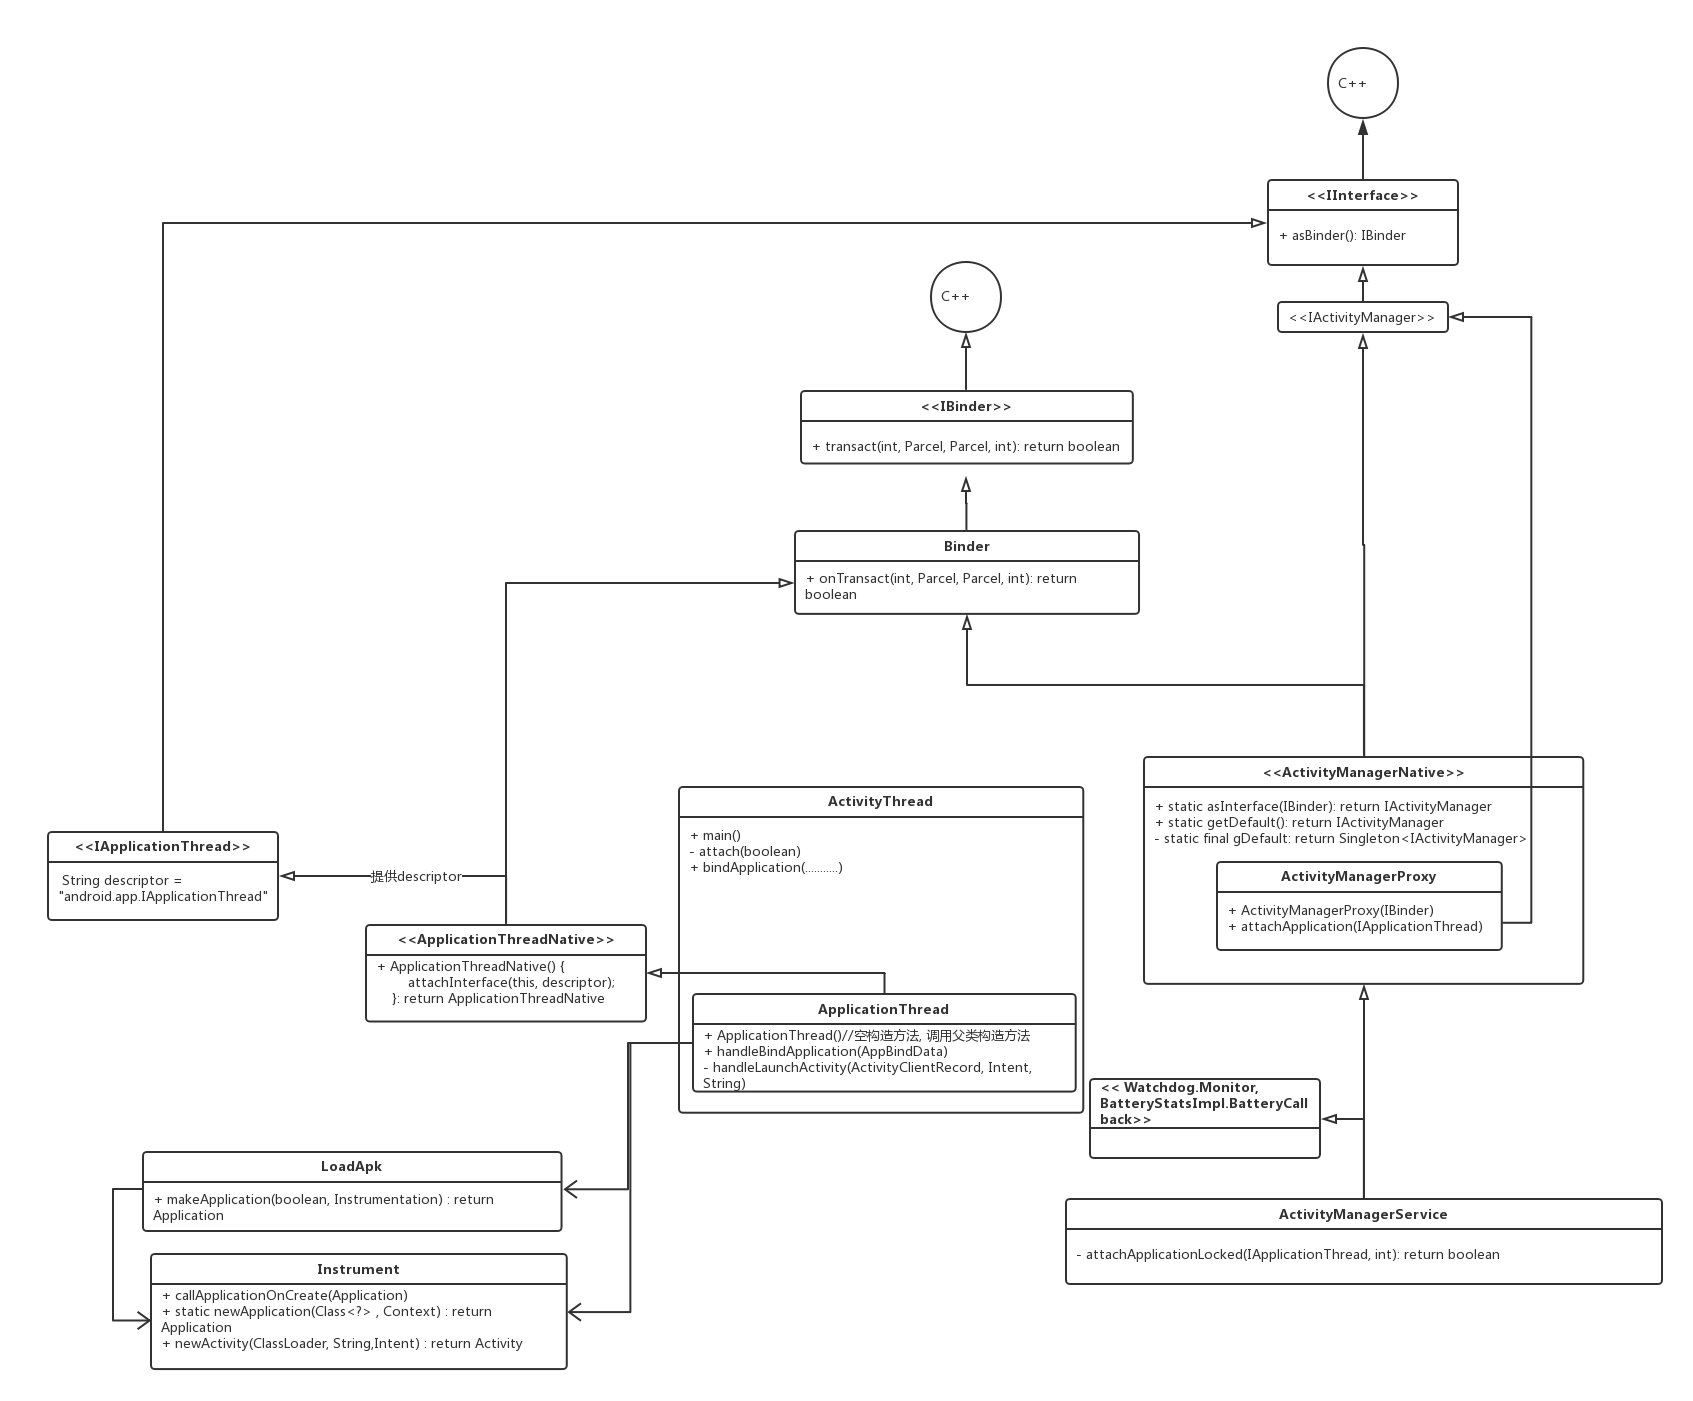 C++
<<IInterface>>
+ asBinder(): IBinder
C++
<<IActivityManager>>
<<IBinder>>
+ transact(int, Parcel, Parcel, int): return boolean
Binder
+ onTransact(int, Parcel, Parcel, int): return
boolean
<<ActivityManagerNative>>
+ static asInterface(IBinder): return IActivityManager
+ static getDefault(): return IActivityManager
- static final gDefault: return Singleton<IActivityManager>
ActivityManagerProxy
+ ActivityManagerProxy(IBinder)
+ attachApplication(IApplicationThread)
ActivityThread
+ main()
- attach(boolean)
+ bindApplication(...........)
<<IApplicationThread>>
String descriptor =
"android.app.IApplicationThread"
提供descriptor
<<ApplicationThreadNative>>
+ ApplicationThreadNative() {
attachInterface(this, descriptor);
}: return ApplicationThreadNative
ApplicationThread
+ ApplicationThread()//空构造方法, 调用父类构造方法
+ handleBindApplication(AppBindData)
- handleLaunchActivity(ActivityClientRecord, Intent,
String)
<< Watchdog.Monitor,
BatteryStatsImpl.BatteryCall
back>>
LoadApk
+ makeApplication(boolean, Instrumentation) : return
Application
ActivityManagerService
- attachApplicationLocked(IApplicationThread, int): return boolean
Instrument
+ callApplicationOnCreate(Application)
+ static newApplication(Class<?> , Context) : return
Application
+ newActivity(ClassLoader, String,Intent) : return Activity